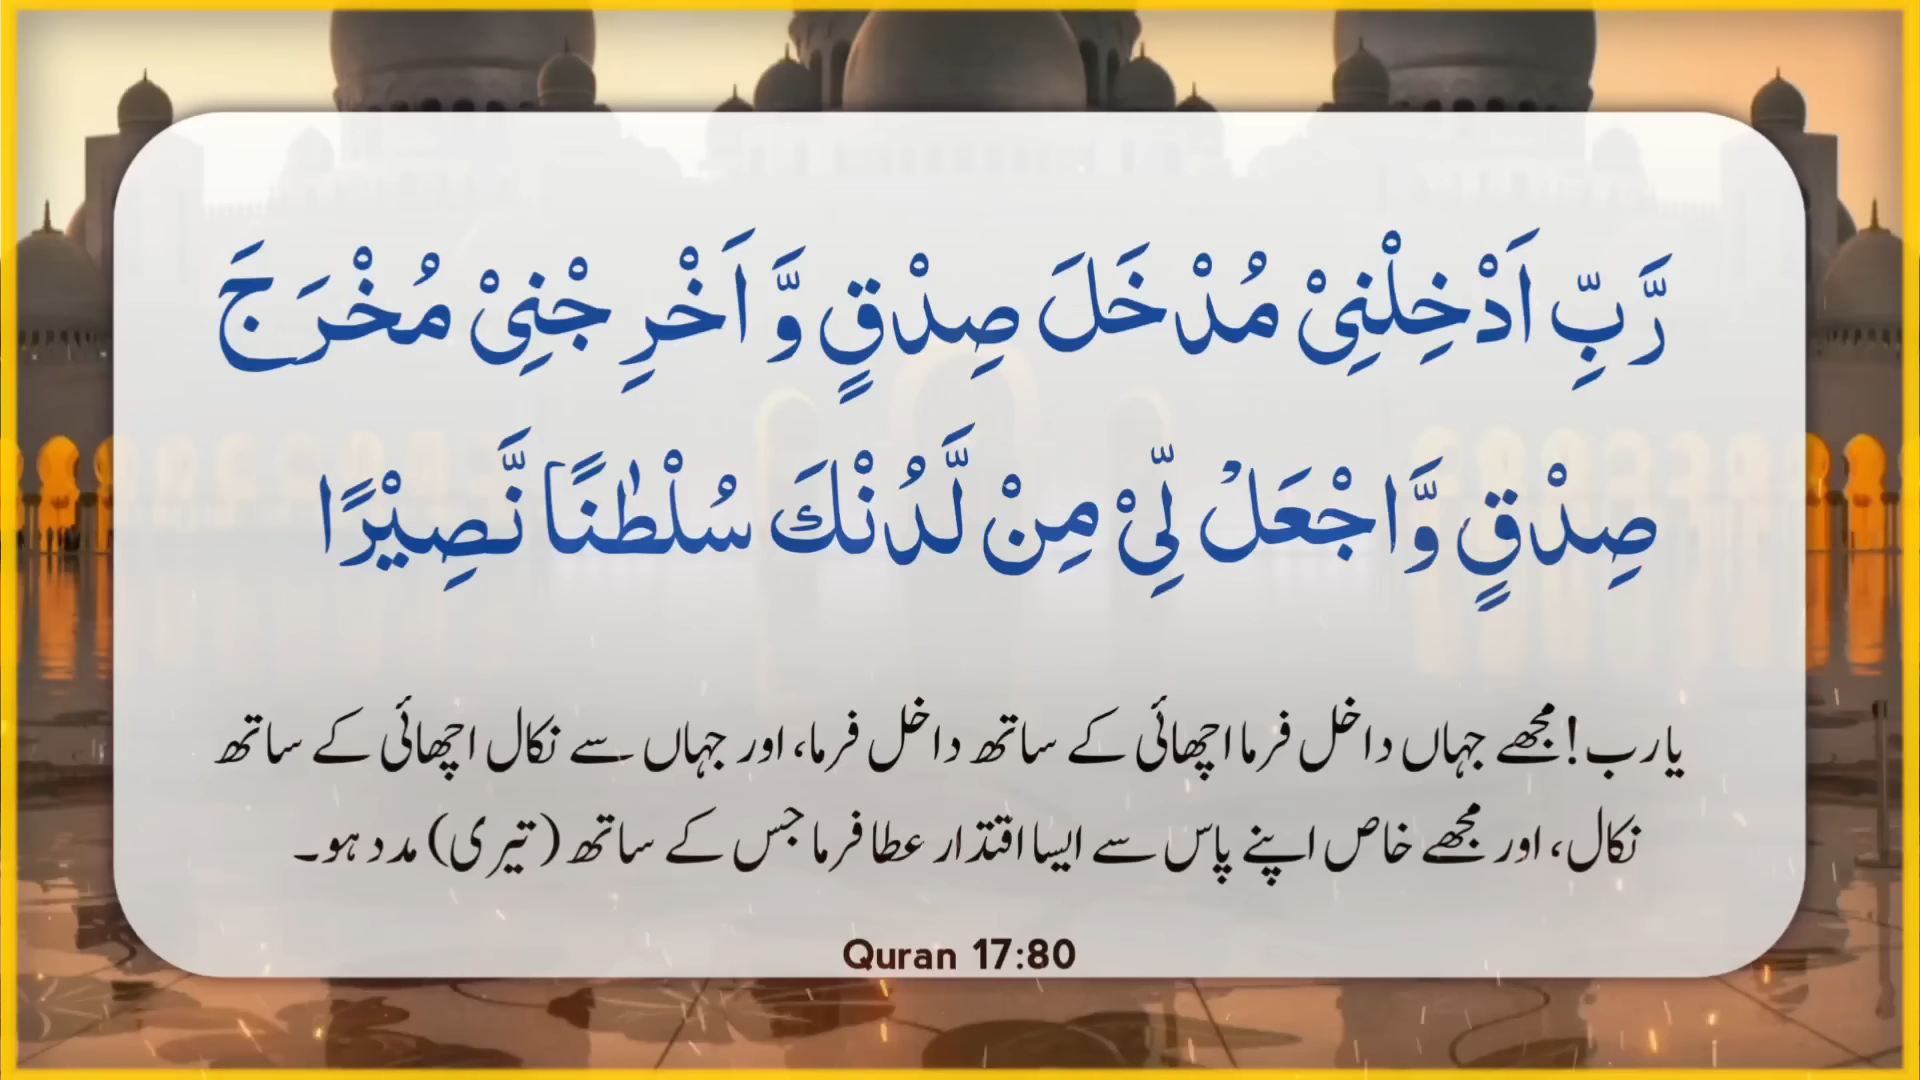 رَّبِّ اَدْخِلْنِىْ مُدْخَلَ صِدْقٍ وَّ اَخْرِ جْنِىْ مُخْرَجَ
صِدْقٍ وَّاجْعَلْ لِّىْ مِنْ لَّدُنْكَ سُلْطٰنًا نَّصِيْرًا
یارب! مجھے جہاں داخل فرما اچھائی کے ساتھ داخل فرما، اور جہاں سے نکال اچھائی کے ساتھ
نکال، اور مجھے خاص اپنے پاس سے ایسا اقتدار عطا فرما جس کے ساتھ (تیری) مدد ہو۔
Quran 17:80